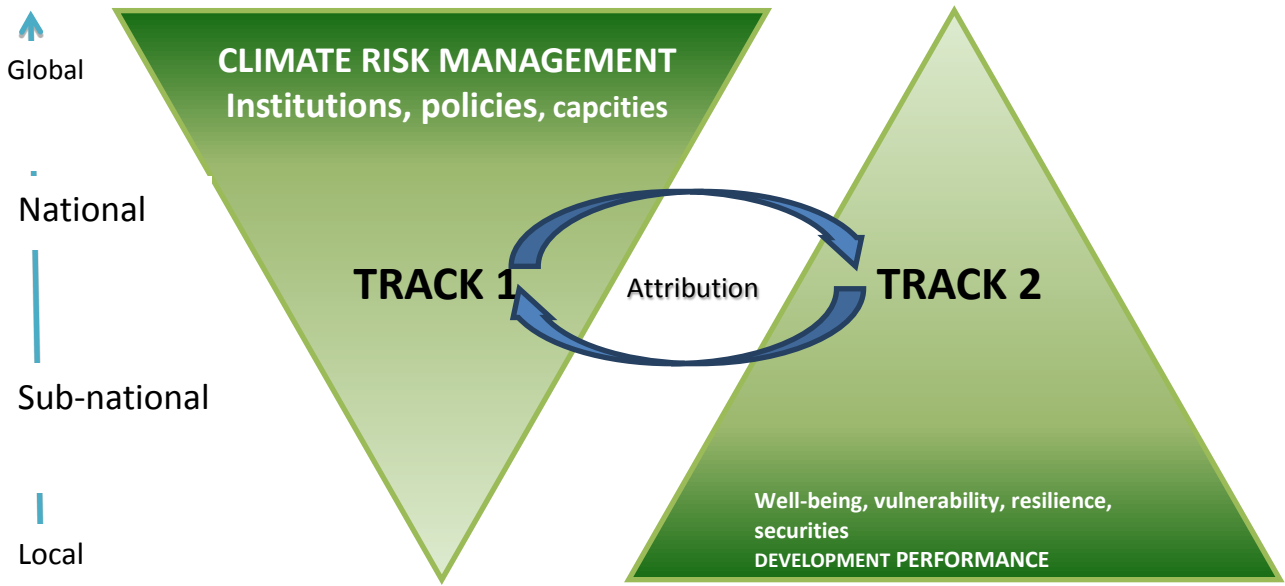 Global
National
Sub-national
Local
CLIMATE RISK MANAGEMENT
Institutions, policies, capcities
TRACK 1
Attribution
TRACK 2
Well-being, vulnerability, resilience,
securities
DEVELOPMENT PERFORMANCE